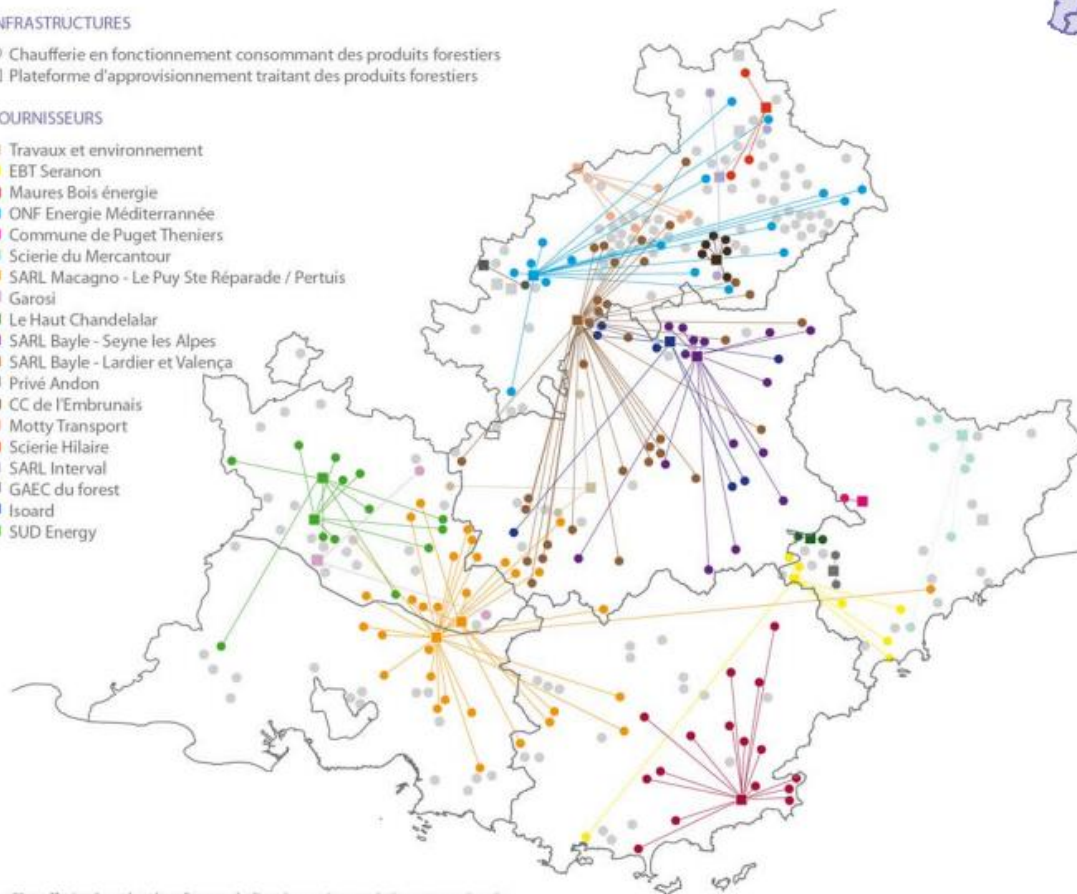 NFRASTRUCTURES
Chaufferie en fonctionnement consommant des produits forestiers
Plateforme d'approvisionnement traitant des produits forestiers
OURNISSEURS
Travaux et environnement
EBT Seranon
Maures Bois énergie
ONF Energie Méditerrannée
Commune de Puget Theniers
Scierie du Mercantour
SARL Macagno - Le Puy Ste Réparade / Pertuis
Garosi
Le Haut Chandelalar
SARL Bayle - Seyne les Alpes
SARL Bayle - Lardier et Valença
Privé Andon
CC de l'Embrunais
Motty Transport
Scierie Hilaire
SARL Interval
GAEC du forest
Isoard
SUD Energy